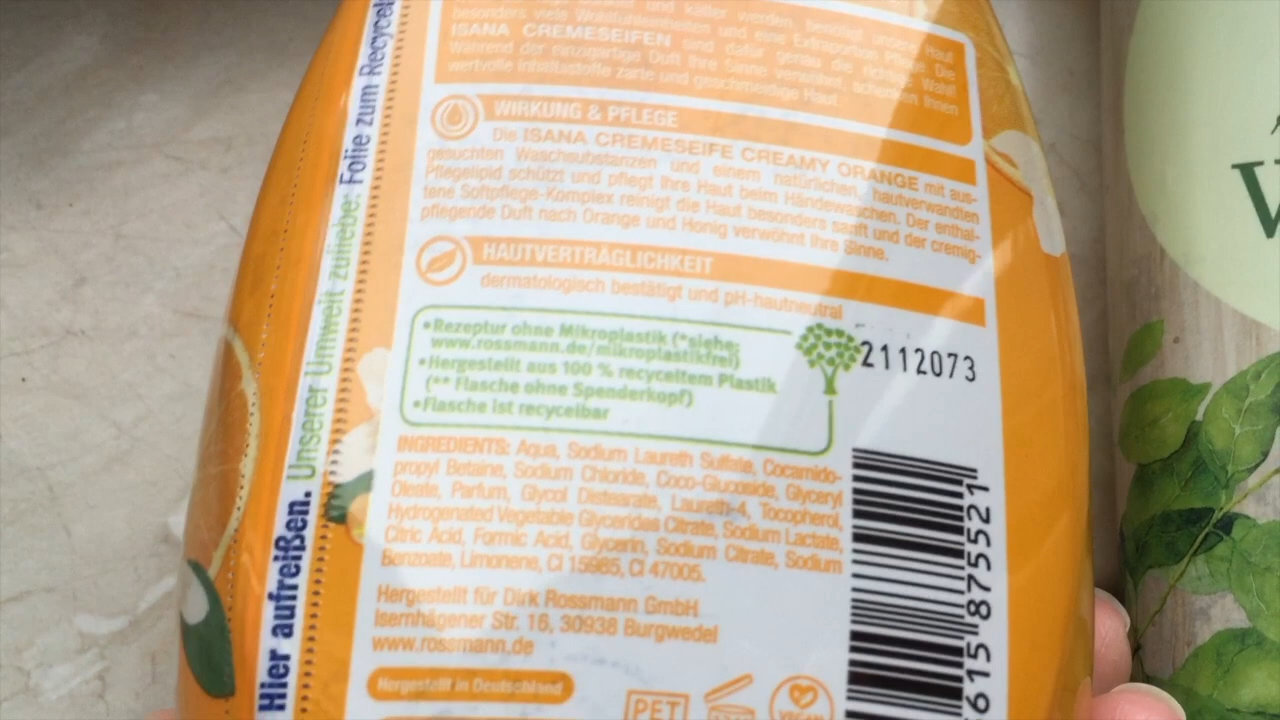 besonders viele Wohlfühleinheiten und eine Extraportion Pflege. Die
ISANA CREMESEIFEN sind dafür genau die richtige Wahl!
Während der einzigartige Duft Ihre Sinne verwöhnt, schenken Ihnen
wertvolle Inhaltsstoffe zarte und geschmeidige Haut.
WIRKUNG & PFLEGE
Die ISANA CREMESEIFE CREAMY ORANGE mit aus-
gesuchten Waschsubstanzen und einem natürlichen, hautverwandten
Pflegelipid schützt und pflegt Ihre Haut beim Händewaschen. Der enthal-
tene Softpflege-Komplex reinigt die Haut besonders sanft und der cremig-
pflegende Duft nach Orange und Honig verwöhnt Ihre Sinne.
HAUTVERTRÄGLICHKEIT
dermatologisch bestätigt und pH-hautneutral
•Rezeptur ohne Mikroplastik (*siehe:
www.rossmann.de/mikroplastikfrei)
•Hergestellt aus 100 % recyceltem Plastik
(** Flasche ohne Spenderkopf)
•Flasche ist recycelbar
2112073
INGREDIENTS: Aqua, Sodium Laureth Sulfate, Cocamido-
propyl Betaine, Sodium Chloride, Coco-Glucoside, Glyceryl
Oleate, Parfum, Glycol Distearate, Laureth-4, Tocopherol,
Hydrogenated Vegetable Glycerides Citrate, Sodium Lactate,
Citric Acid, Formic Acid, Glycerin, Sodium Citrate, Sodium
Benzoate, Limonene, CI 15985, CI 47005.
Hergestellt für Dirk Rossmann GmbH
Isernhägener Str. 16, 30938 Burgwedel
www.rossmann.de
Hergestellt in Deutschland
PET
VEGAN
615 875521
Hier aufreißen. Unserer Umwelt zuliebe: Folie zum Recycel